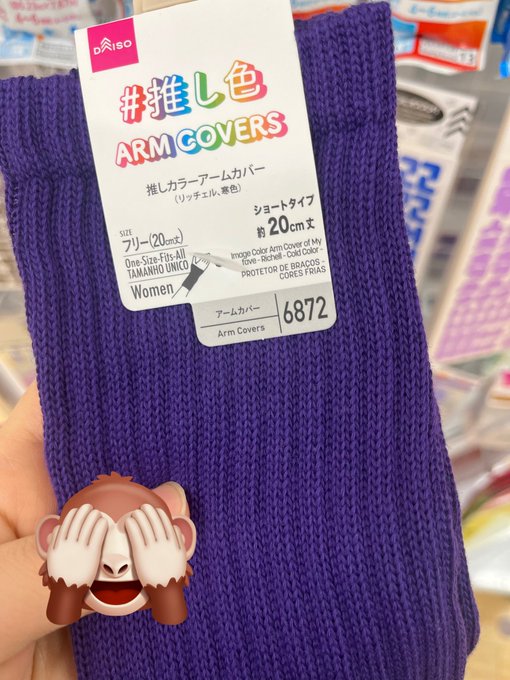 DAISO
#推し色
ARM COVERS
推しカラーアームカバー
(リッチェル、寒色)
ショートタイプ
約20cm丈
SIZE
フリー(20cm丈)
One-Size-Fits-All
TAMANHO ÚNICO
Women
Image Color Arm Cover of My
fave - Richell - Cold Color -
PROTETOR DE BRAÇOS -
CORES FRIAS
アームカバー
Arm Covers
6872